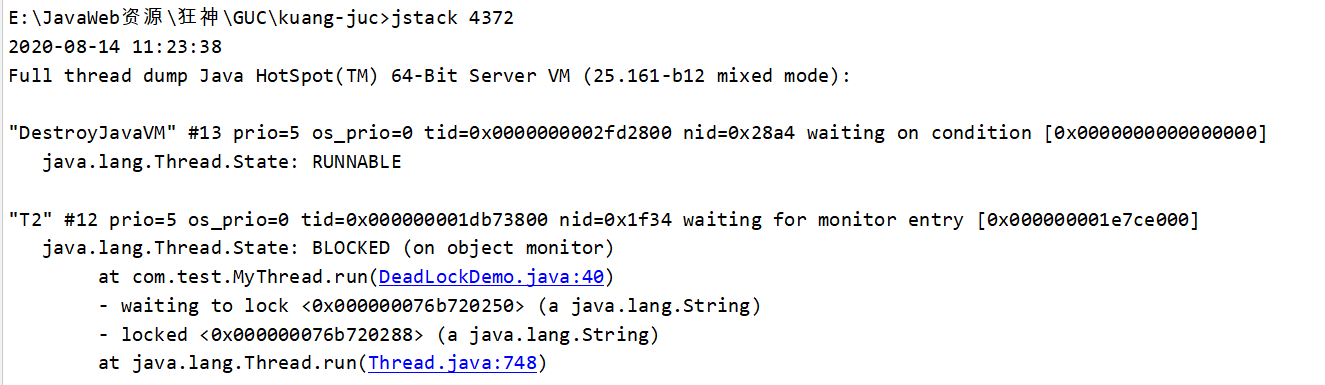 E:\JavaWeb资源\狂神\GUC\kuang-juc>jstack 4372
2020-08-14 11:23:38
Full thread dump Java HotSpot(TM) 64-Bit Server VM (25.161-b12 mixed mode):
"DestroyJavaVM" #13 prio=5 os_prio=0 tid=0x0000000002fd2800 nid=0x28a4 waiting on condition [0x0000000000000000]
java.lang.Thread.State: RUNNABLE
"T2" #12 prio=5 os_prio=0 tid=0x000000001db73800 nid=0x1f34 waiting for monitor entry [0x000000001e7ce000]
java.lang.Thread.State: BLOCKED (on object monitor)
at com.test.MyThread.run(DeadLockDemo.java:40)
- waiting to lock <0x000000076b720250> (a java.lang.String)
- locked <0x000000076b720288> (a java.lang.String)
at java.lang.Thread.run(Thread.java:748)